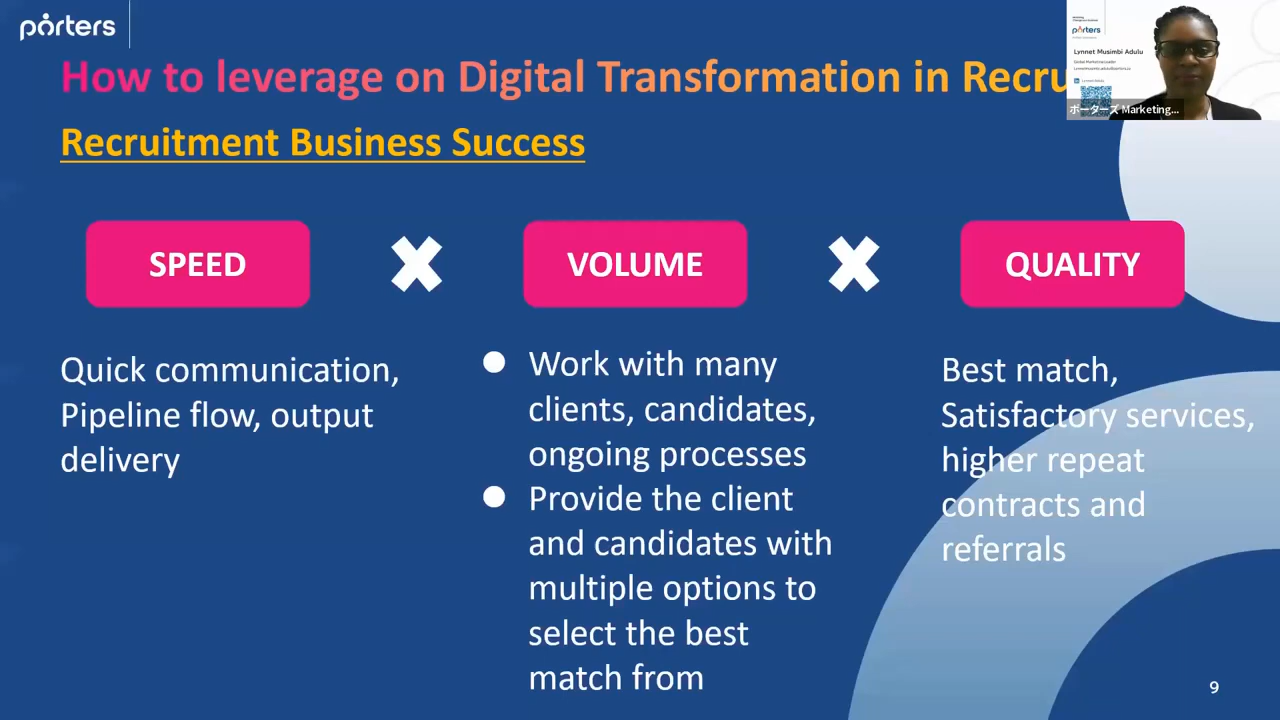 porters
How to leverage on Digital Transformation in Recru
Recruitment Business Success
porters
Lynnet Musimbi Adulu
ポーターズ Marketing...
SPEED
VOLUME
QUALITY
Quick communication,
Pipeline flow, output
delivery
● Work with many
clients, candidates,
ongoing processes
● Provide the client
and candidates with
multiple options to
select the best
match from
Best match,
Satisfactory services,
higher repeat
contracts and
referrals
9